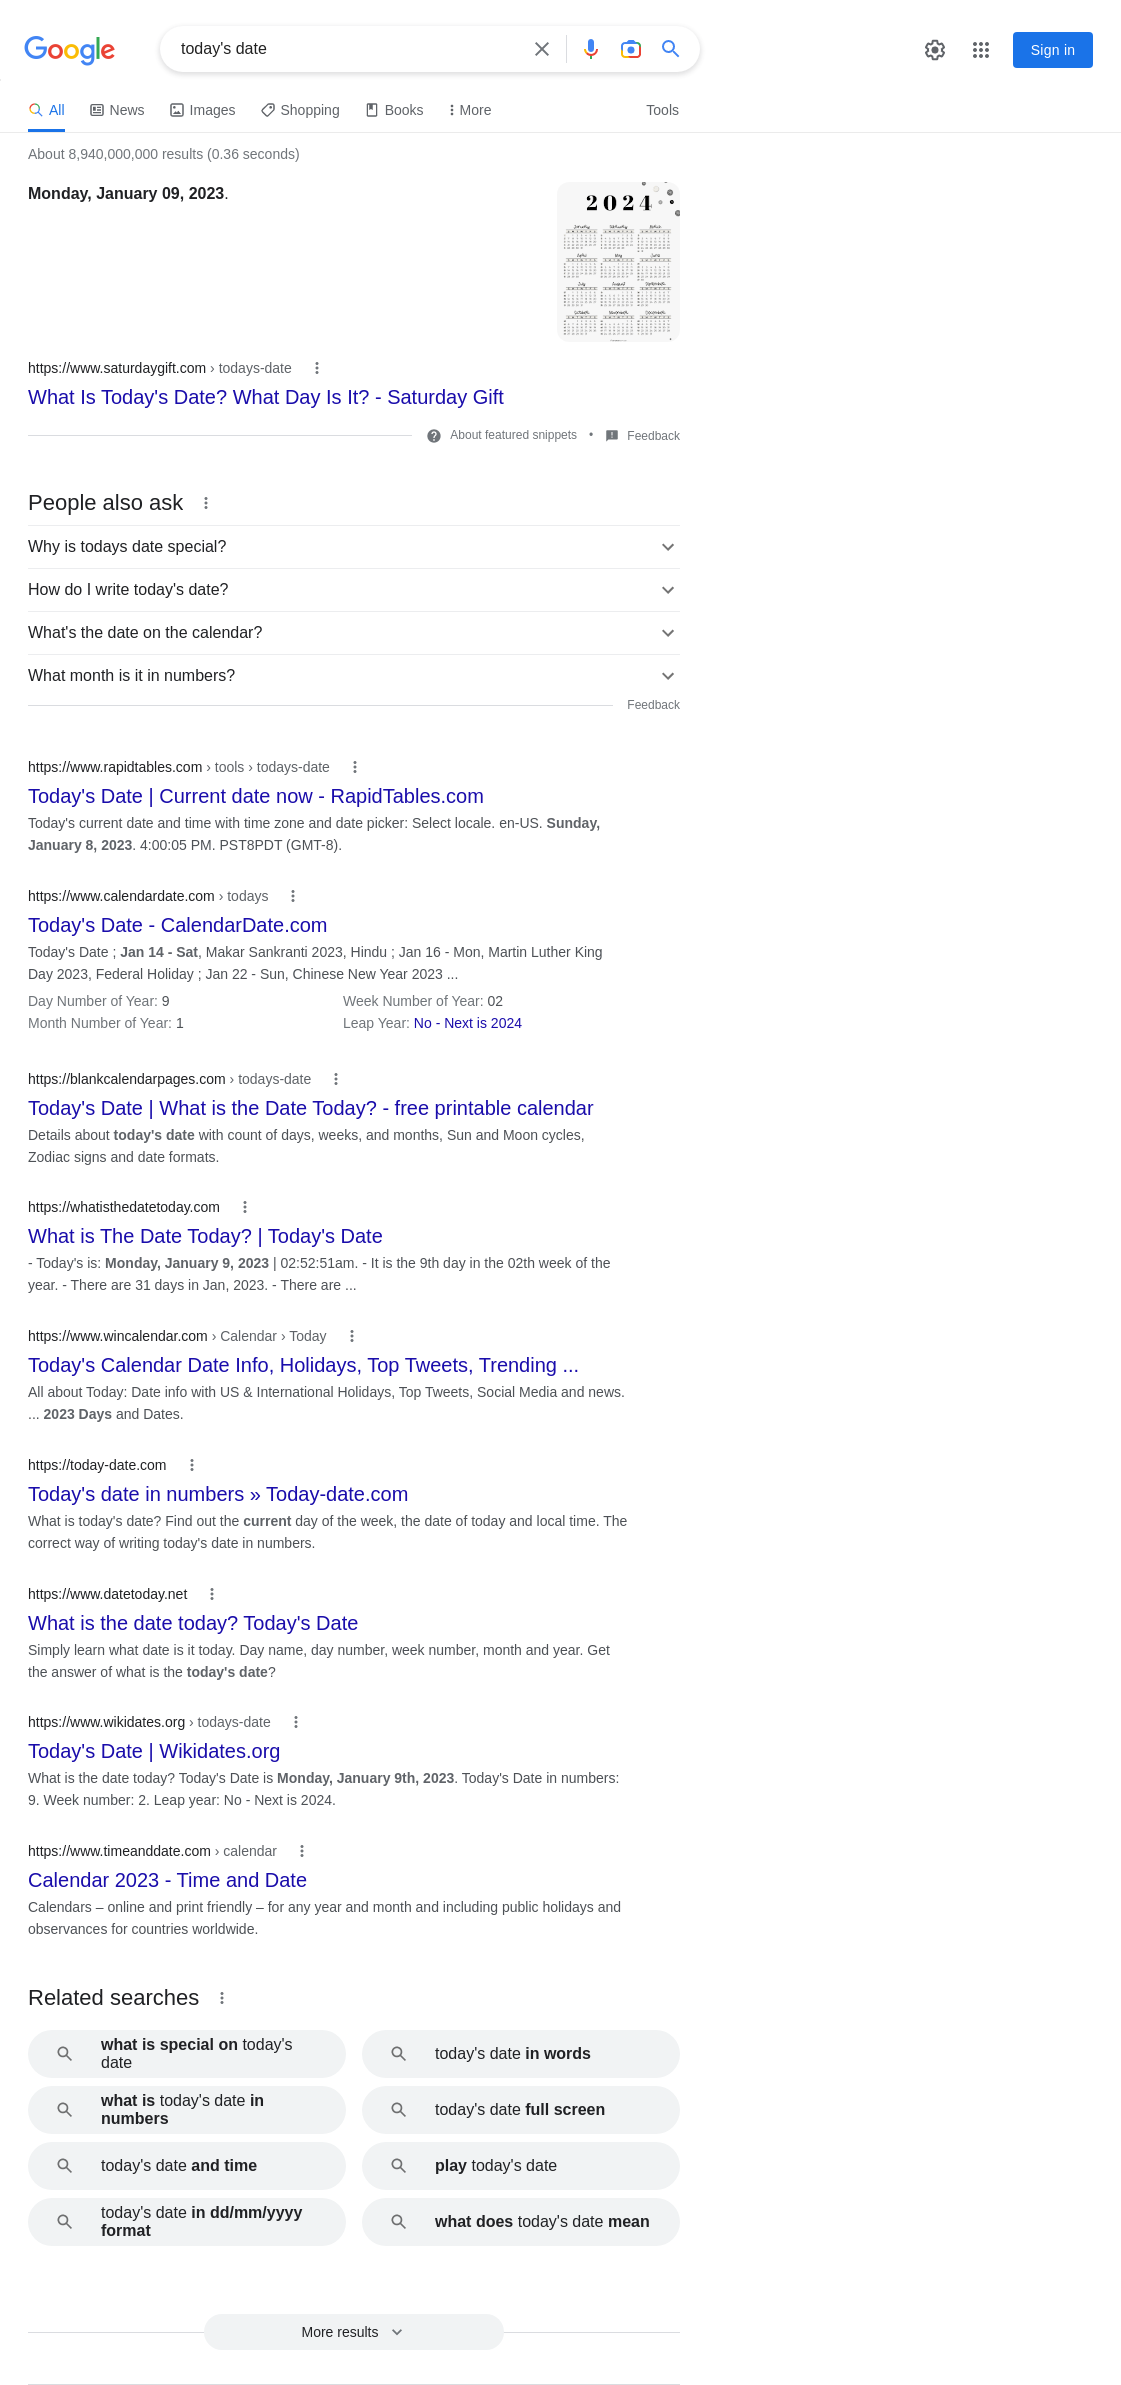 Google
today's date
Sign in
All
News
Images
Shopping
Books
More
Tools
About 8,940,000,000 results (0.36 seconds)
Monday, January 09, 2023.
2024
https://www.saturdaygift.com › todays-date
What Is Today's Date? What Day Is It? - Saturday Gift
About featured snippets • Feedback
People also ask
Why is todays date special?
How do I write today's date?
What's the date on the calendar?
What month is it in numbers?
Feedback
https://www.rapidtables.com › tools › todays-date
Today's Date | Current date now - RapidTables.com
Today's current date and time with time zone and date picker: Select locale. en-US. Sunday,
January 8, 2023. 4:00:05 PM. PST8PDT (GMT-8).
https://www.calendardate.com › todays
Today's Date - CalendarDate.com
Today's Date ; Jan 14 - Sat, Makar Sankranti 2023, Hindu ; Jan 16 - Mon, Martin Luther King
Day 2023, Federal Holiday ; Jan 22 - Sun, Chinese New Year 2023 ...
Day Number of Year: 9
Week Number of Year: 02
Month Number of Year: 1
Leap Year: No - Next is 2024
https://blankcalendarpages.com › todays-date
Today's Date | What is the Date Today? - free printable calendar
Details about today's date with count of days, weeks, and months, Sun and Moon cycles,
Zodiac signs and date formats.
https://whatisthedatetoday.com
What is The Date Today? | Today's Date
- Today's is: Monday, January 9, 2023 | 02:52:51am. - It is the 9th day in the 02th week of the
year. - There are 31 days in Jan, 2023. - There are ...
https://www.wincalendar.com › Calendar › Today
Today's Calendar Date Info, Holidays, Top Tweets, Trending ...
All about Today: Date info with US & International Holidays, Top Tweets, Social Media and news.
... 2023 Days and Dates.
https://today-date.com
Today's date in numbers » Today-date.com
What is today's date? Find out the current day of the week, the date of today and local time. The
correct way of writing today's date in numbers.
https://www.datetoday.net
What is the date today? Today's Date
Simply learn what date is it today. Day name, day number, week number, month and year. Get
the answer of what is the today's date?
https://www.wikidates.org › todays-date
Today's Date | Wikidates.org
What is the date today? Today's Date is Monday, January 9th, 2023. Today's Date in numbers:
9. Week number: 2. Leap year: No - Next is 2024.
https://www.timeanddate.com › calendar
Calendar 2023 - Time and Date
Calendars – online and print friendly – for any year and month and including public holidays and
observances for countries worldwide.
Related searches
what is special on today's
date
today's date in words
what is today's date in
numbers
today's date full screen
today's date and time
play today's date
today's date in dd/mm/yyyy
format
what does today's date mean
More results